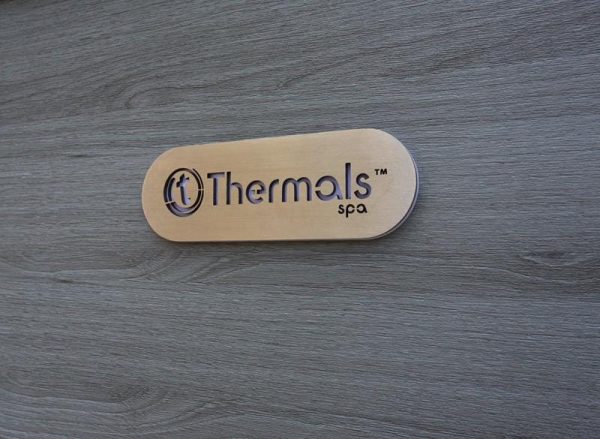 t Thermals™
spa